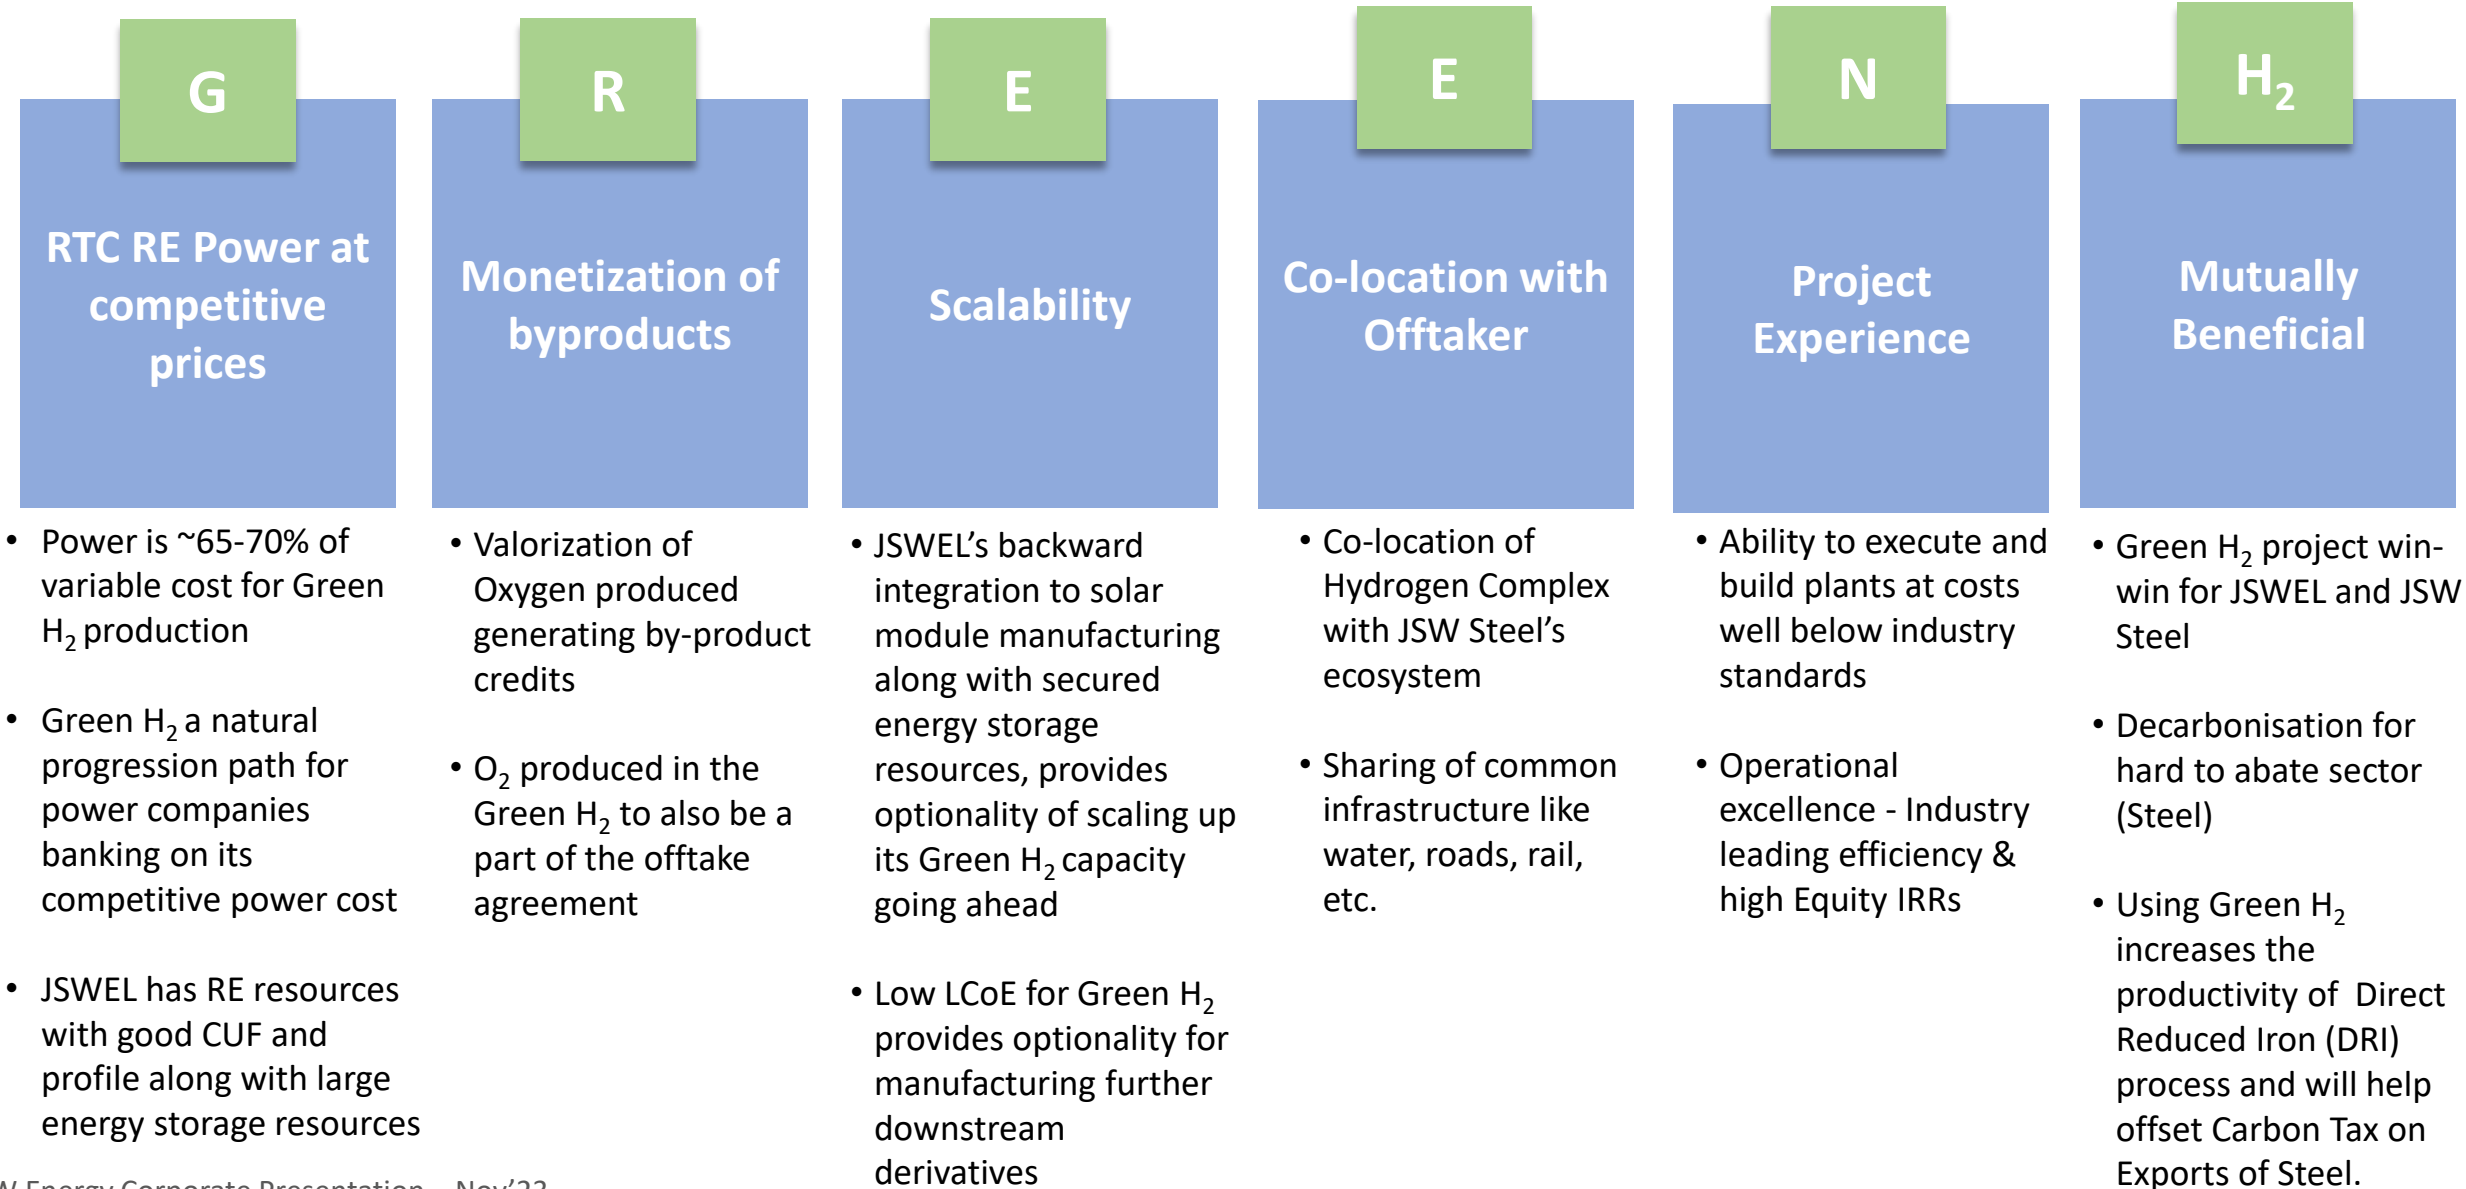 G
RTC RE Power at
competitive
prices
• Power is ~65-70% of
variable cost for Green
H₂ production
• Green H₂ a natural
progression path for
power companies
banking on its
competitive power cost
• JSWEL has RE resources
with good CUF and
profile along with large
energy storage resources
R
Monetization of
byproducts
• Valorization of
Oxygen produced
generating by-product
credits
• O₂ produced in the
Green H₂ to also be a
part of the offtake
agreement
E
Scalability
• JSWEL’s backward
integration to solar
module manufacturing
along with secured
energy storage
resources, provides
optionality of scaling up
its Green H₂ capacity
going ahead
• Low LCoE for Green H₂
provides optionality for
manufacturing further
downstream
derivatives
E
Co-location with
Offtaker
• Co-location of
Hydrogen Complex
with JSW Steel’s
ecosystem
• Sharing of common
infrastructure like
water, roads, rail,
etc.
N
Project
Experience
• Ability to execute and
build plants at costs
well below industry
standards
• Operational
excellence - Industry
leading efficiency &
high Equity IRRs
H₂
Mutually
Beneficial
• Green H₂ project win-
win for JSWEL and JSW
Steel
• Decarbonisation for
hard to abate sector
(Steel)
• Using Green H₂
increases the
productivity of Direct
Reduced Iron (DRI)
process and will help
offset Carbon Tax on
Exports of Steel.
W Energy Corporate Presentation – Nov’23